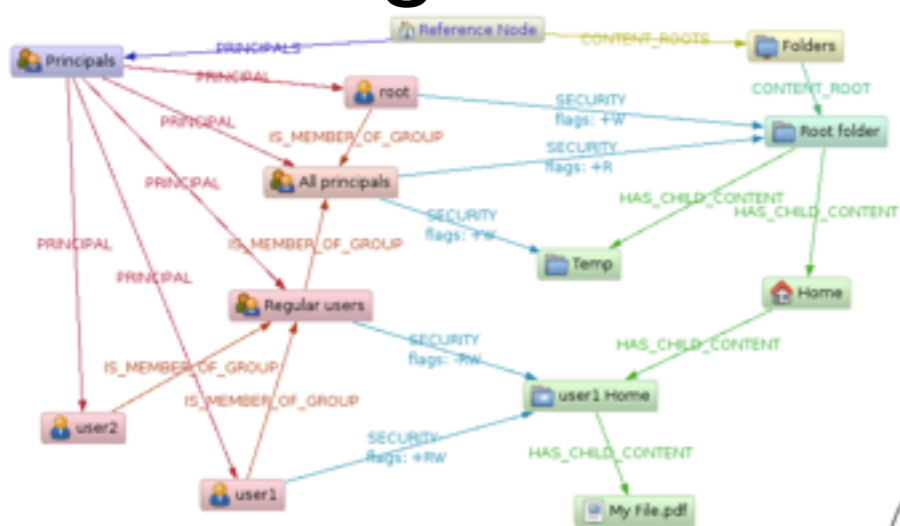 Reference Node
PRINCIPALS
CONTENT_ROOTS
Folders
Principals
PRINCIPAL
CONTENT_ROOT
root
SECURITY
flags: +W
PRINCIPAL
IS_MEMBER_OF_GROUP
Root folder
SECURITY
flags: +R
PRINCIPAL
All principals
HAS_CHILD_CONTENT
HAS_CHILD_CONTENT
SECURITY
flags: +W
PRINCIPAL
IS_MEMBER_OF_GROUP
Temp
PRINCIPAL
Home
Regular users
SECURITY
flags: -RW
HAS_CHILD_CONTENT
IS_MEMBER_OF_GROUP
user1 Home
IS_MEMBER_OF_GROUP
user2
SECURITY
flags: +RW
HAS_CHILD_CONTENT
user1
My File.pdf